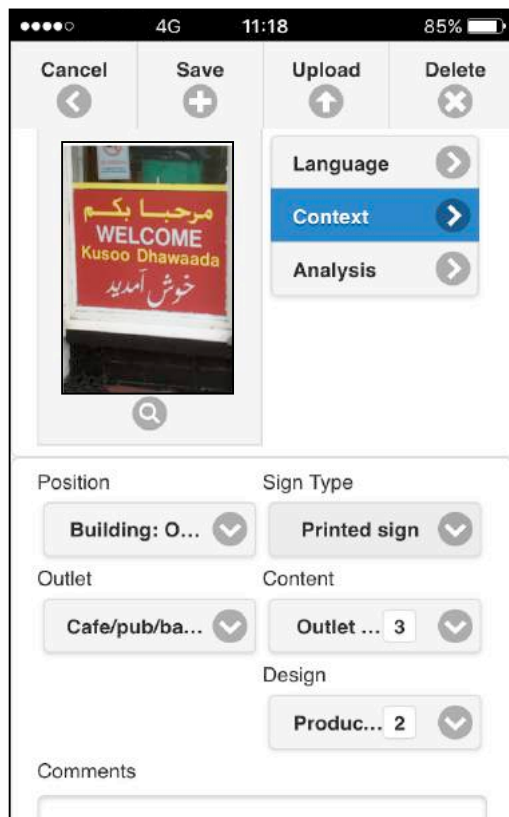 4G 11:18 85%
Cancel Save Upload Delete
Language
Context
Analysis
مرحبا بكم
WELCOME
Kusoo Dhawaada
خوش آمدید
Position Sign Type
Building: O... Printed sign
Outlet Content
Cafe/pub/ba... Outlet ... 3
Design
Produc... 2
Comments